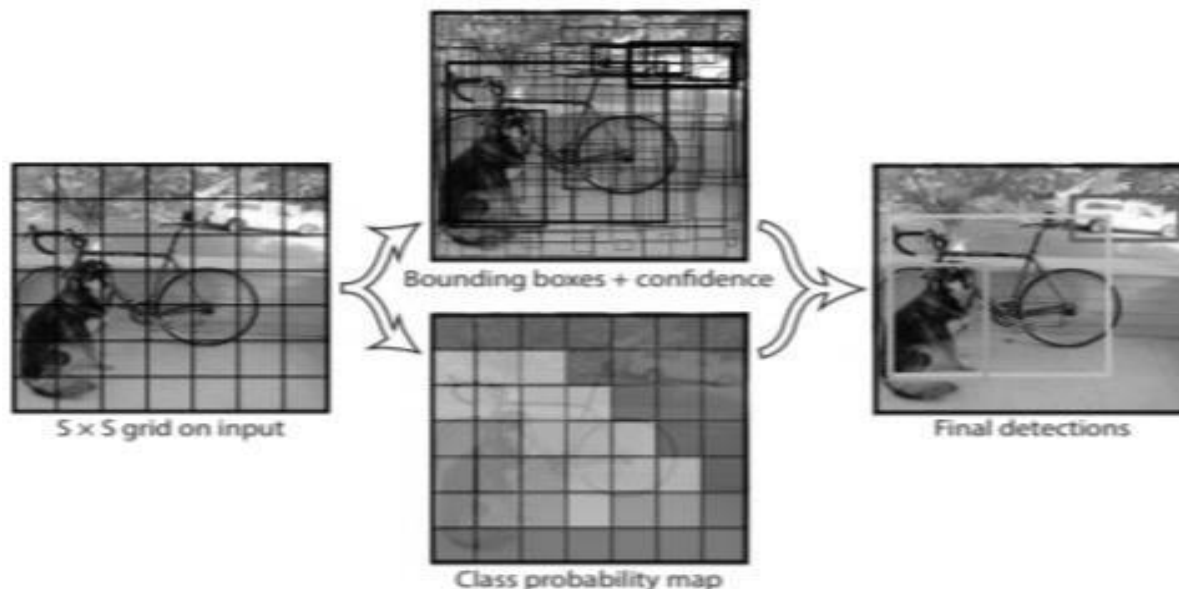 Bounding boxes + confidence
S × S grid on input
Final detections
Class probability map